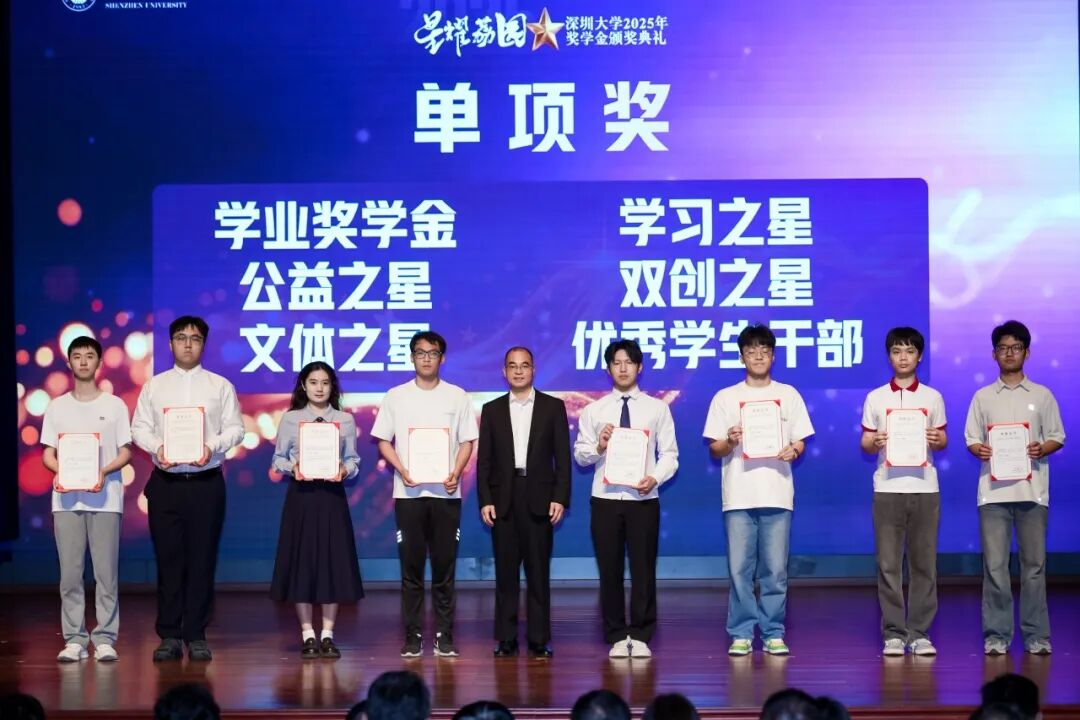 SHENZHEN UNIVERSITY
星耀荔园
深圳大学2025年
奖学金颁奖典礼
单项奖
学业奖学金
学习之星
公益之星
双创之星
文体之星
优秀学生干部